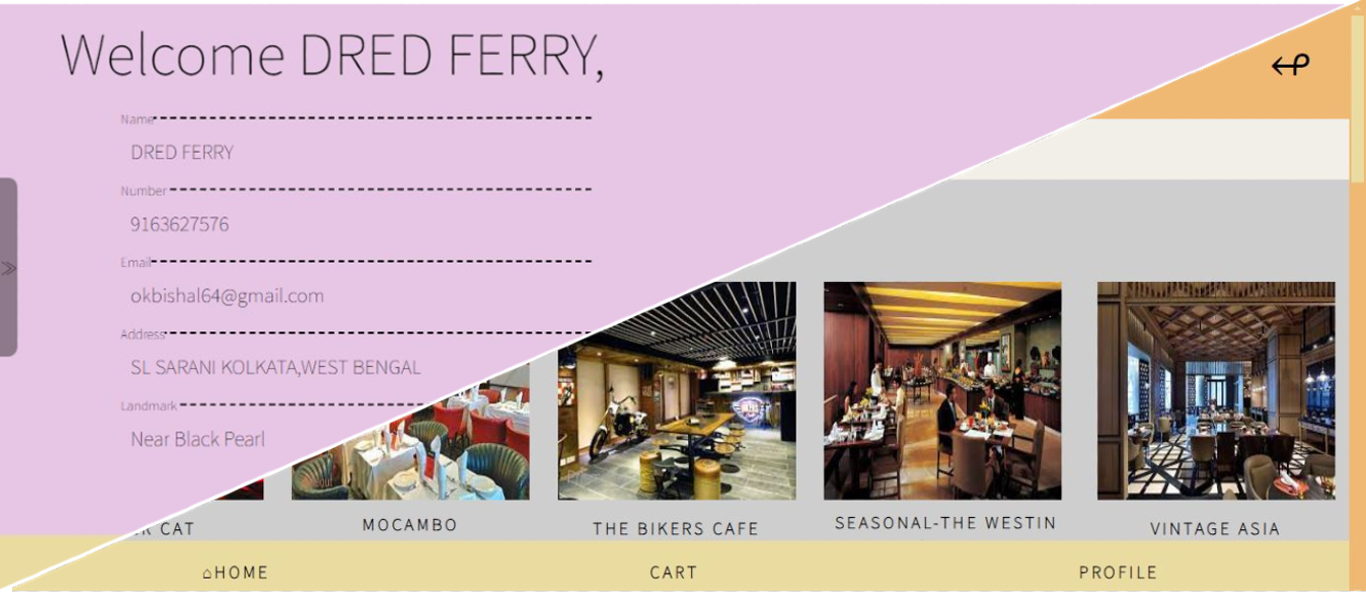 Welcome DRED FERRY,
Name
DRED FERRY
Number
9163627576
Email
okbishal64@gmail.com
Address
SL SARANI KOLKATA,WEST BENGAL
Landmark
Near Black Pearl
CAT
MOCAMBO
THE BIKERS CAFE
SEASONAL-THE WESTIN
VINTAGE ASIA
⌂HOME
CART
PROFILE